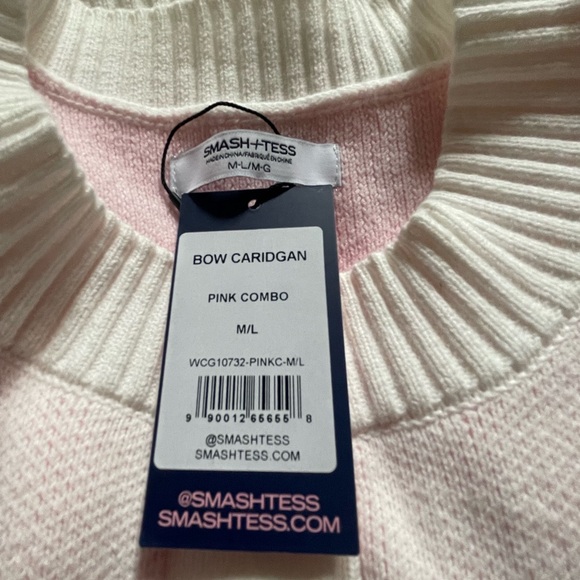 SMASH+TESS
MADE IN CHINA/FABRIQUÉ EN CHINE
M-L/M-G
BOW CARIDGAN
PINK COMBO
M/L
WCG10732-PINKC-M/L
9 90012 65655 8
@SMASHTESS
SMASHTESS.COM
@SMASHTESS
SMASHTESS.COM